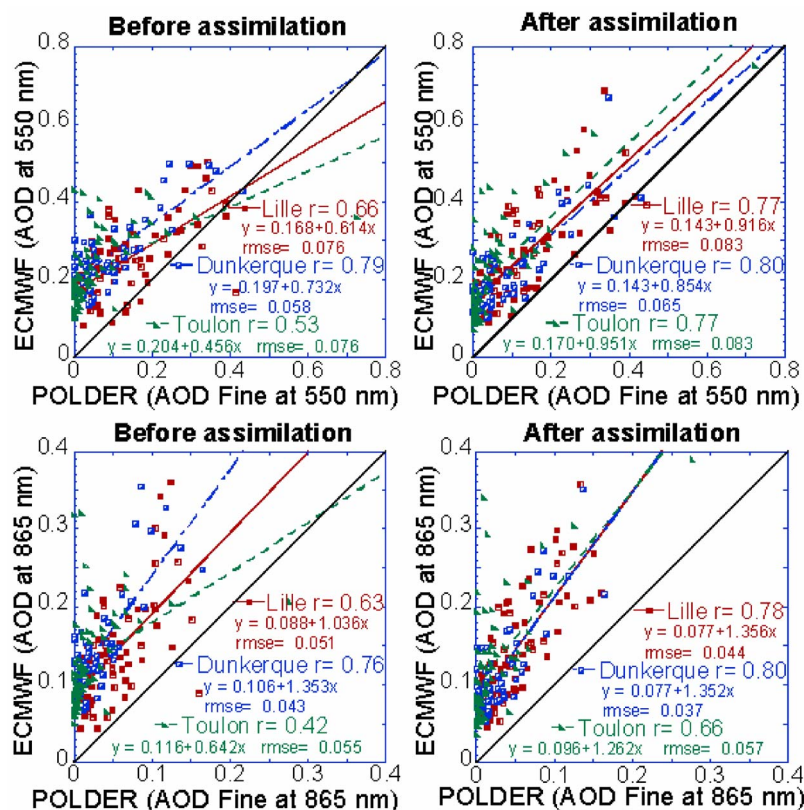 Before assimilation
ECMWF (AOD at 550 nm)
0.8
0.6
0.4
0.2
0
Lille r= 0.66
y = 0.168+0.614x
rmse= 0.076
Dunkerque r= 0.79
y = 0.197+0.732x
rmse= 0.058
Toulon r= 0.53
y = 0.204+0.456x rmse= 0.076
0 0.2 0.4 0.6 0.8
POLDER (AOD Fine at 550 nm)
After assimilation
ECMWF (AOD at 550 nm)
0.8
0.6
0.4
0.2
0
Lille r= 0.77
y = 0.143+0.916x
rmse= 0.083
Dunkerque r= 0.80
y = 0.143+0.854x
rmse= 0.065
Toulon r= 0.77
y = 0.170+0.951x rmse= 0.083
0 0.2 0.4 0.6 0.8
POLDER (AOD Fine at 550 nm)
Before assimilation
ECMWF (AOD at 865 nm)
0.4
0.3
0.2
0.1
0
Lille r= 0.63
y = 0.088+1.036x
rmse= 0.051
Dunkerque r= 0.76
y = 0.106+1.353x
rmse= 0.043
Toulon r= 0.42
y = 0.116+0.642x rmse= 0.055
0 0.1 0.2 0.3 0.4
POLDER (AOD Fine at 865 nm)
After assimilation
ECMWF (AOD at 865 nm)
0.4
0.3
0.2
0.1
0
Lille r= 0.78
y = 0.077+1.356x
rmse= 0.044
Dunkerque r= 0.80
y = 0.077+1.352x
rmse= 0.037
Toulon r= 0.66
y = 0.096+1.262x rmse= 0.057
0 0.1 0.2 0.3 0.4
POLDER (AOD Fine at 865 nm)